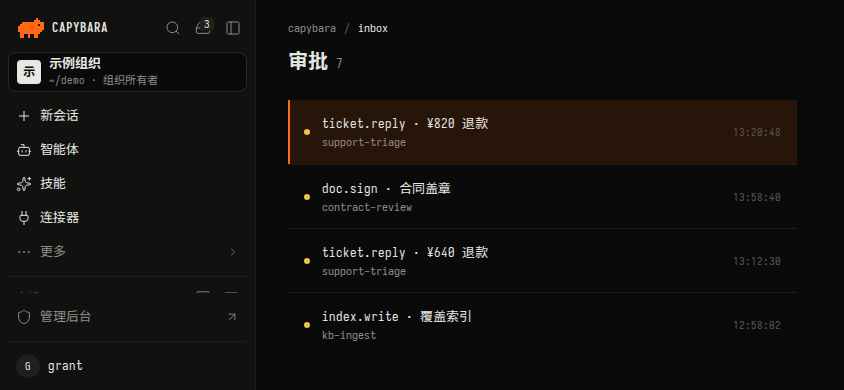 CAPYBARA
3
示
示例组织
~/demo · 组织所有者
新会话
智能体
技能
连接器
更多
管理后台
G
grant
capybara / inbox
审批 7
ticket.reply · ¥820 退款
support-triage
13:20:48
doc.sign · 合同盖章
contract-review
13:58:40
ticket.reply · ¥640 退款
support-triage
13:12:30
index.write · 覆盖索引
kb-ingest
12:58:02